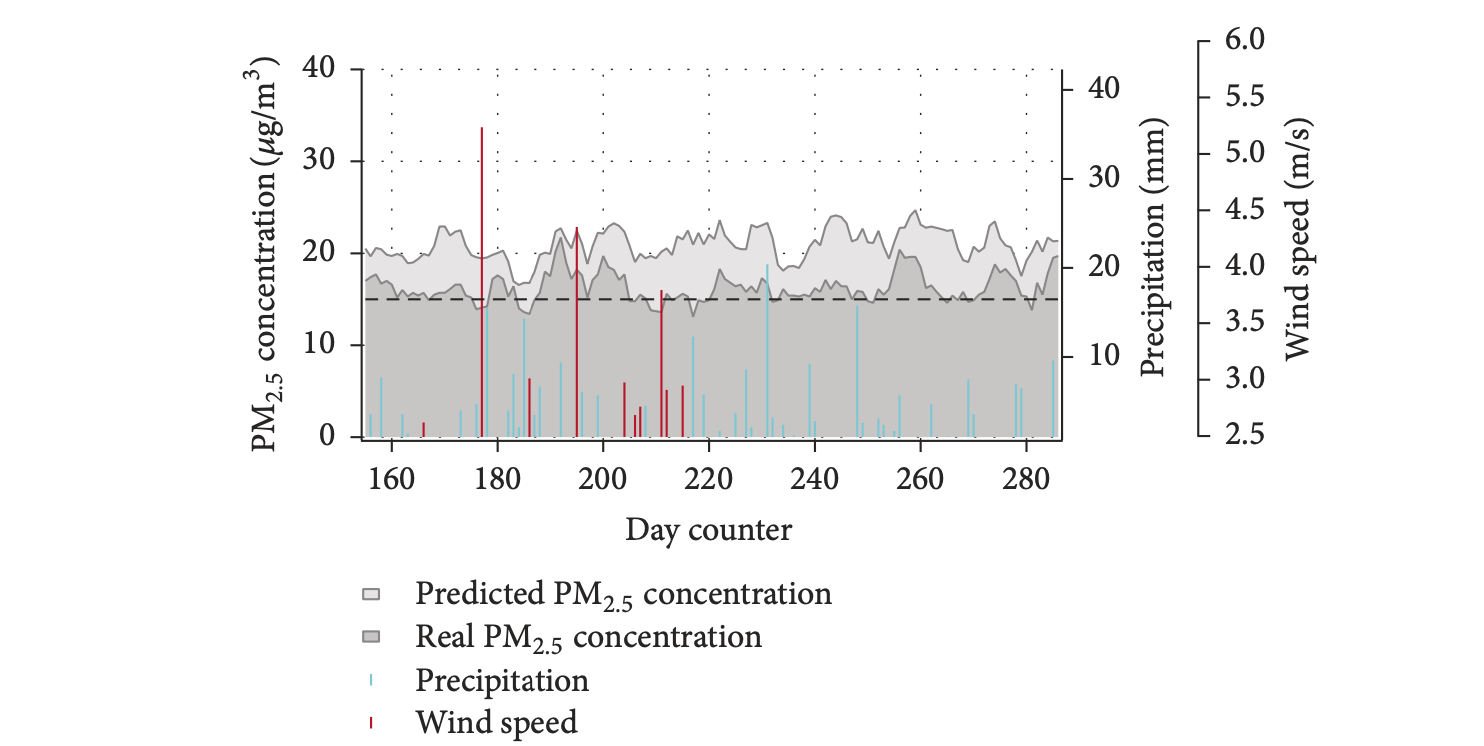 PM2.5 concentration (μg/m³)
40
30
20
10
0
160 180 200 220 240 260 280
Day counter
40
30
20
10
Precipitation (mm)
6.0
5.5
5.0
4.5
4.0
3.5
3.0
2.5
Wind speed (m/s)
Predicted PM2.5 concentration
Real PM2.5 concentration
Precipitation
Wind speed